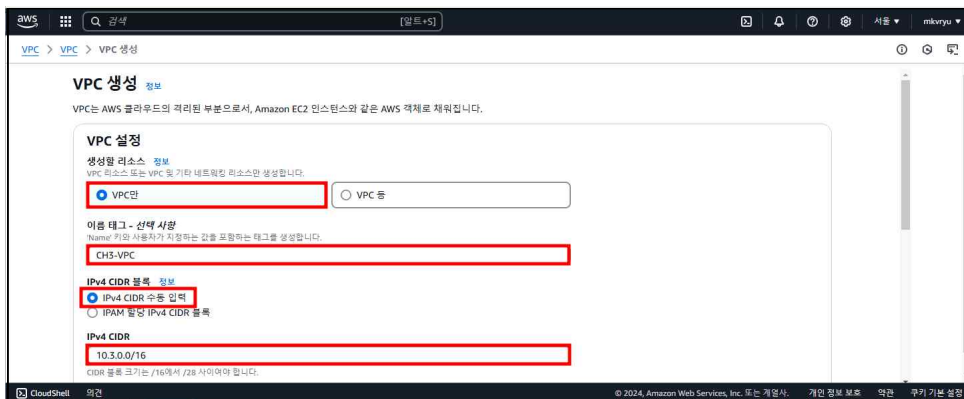 aws 검색 [알트+S] 서울 ▼ mkvryu ▼
VPC > VPC > VPC 생성
VPC 생성 정보
VPC는 AWS 클라우드의 격리된 부분으로서, Amazon EC2 인스턴스와 같은 AWS 객체로 채워집니다.
VPC 설정
생성할 리소스 정보
VPC 리소스 또는 VPC 및 기타 네트워킹 리소스만 생성합니다.
VPC만 VPC 등
이름 태그 - 선택 사항
'Name' 키와 사용자가 지정하는 값을 포함하는 태그를 생성합니다.
CH3-VPC
IPv4 CIDR 블록 정보
IPv4 CIDR 수동 입력
IPAM 할당 IPv4 CIDR 블록
IPv4 CIDR
10.3.0.0/16
CIDR 블록 크기는 /16에서 /28 사이여야 합니다.
CloudShell 의견 © 2024, Amazon Web Services, Inc. 또는 계열사. 개인 정보 보호 약관 쿠키 기본 설정